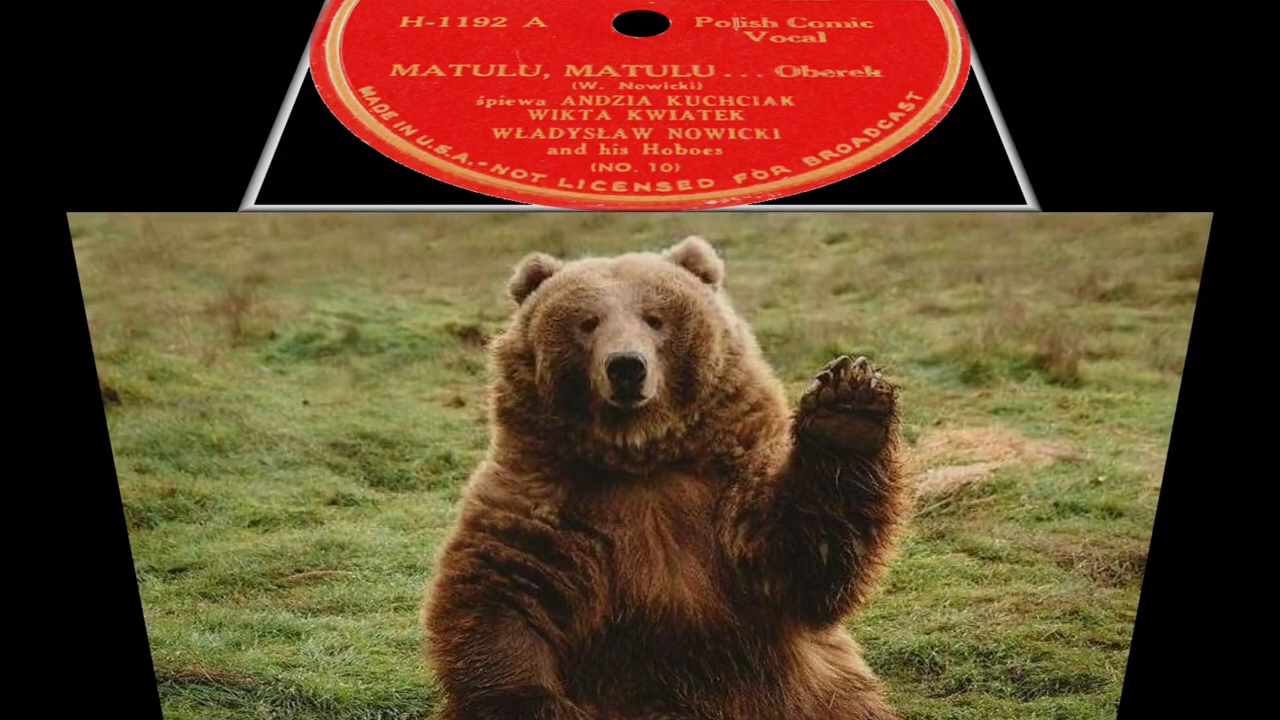 H-1192 A
Polish Comic
Vocal
MATULU, MATULU . . . Oberek
(W. Nowicki)
śpiewa ANDZIA KUCHCIAK
WIKTA KWIATEK
WŁADYSŁAW NOWICKI
and his Hoboes
(NO. 10)
MADE IN U.S.A.-NOT LICENSED FOR BROADCAST